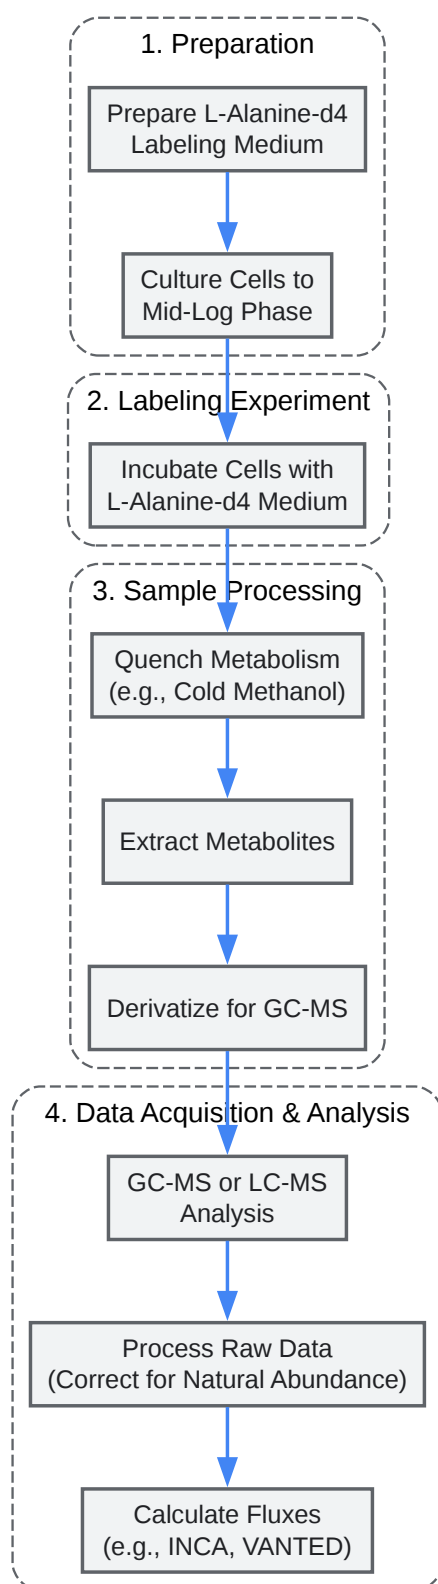 1. Preparation
Prepare L-Alanine-d4
Labeling Medium
Culture Cells to
Mid-Log Phase
2. Labeling Experiment
Incubate Cells with
L-Alanine-d4 Medium
3. Sample Processing
Quench Metabolism
(e.g., Cold Methanol)
Extract Metabolites
Derivatize for GC-MS
4. Data Acquisition & Analysis
GC-MS or LC-MS
Analysis
Process Raw Data
(Correct for Natural Abundance)
Calculate Fluxes
(e.g., INCA, VANTED)